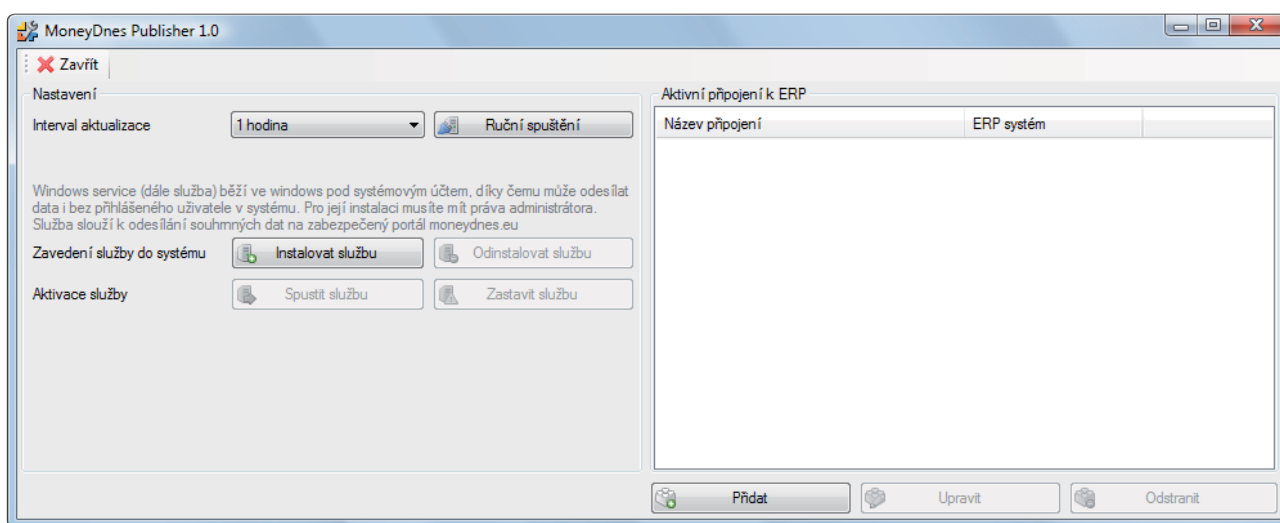 MoneyDnes Publisher 1.0
Zavřít
Nastavení
Interval aktualizace
1 hodina
Ruční spuštění
Windows service (dále služba) běží ve windows pod systémovým účtem, díky čemu může odesílat
data i bez přihlášeného uživatele v systému. Pro její instalaci musíte mít práva administrátora.
Služba slouží k odesílání souhrnných dat na zabezpečený portál moneydnes.eu
Zavedení služby do systému
Instalovat službu
Odinstalovat službu
Aktivace služby
Spustit službu
Zastavit službu
Aktivní připojení k ERP
Název připojení
ERP systém
Přidat
Upravit
Odstranit